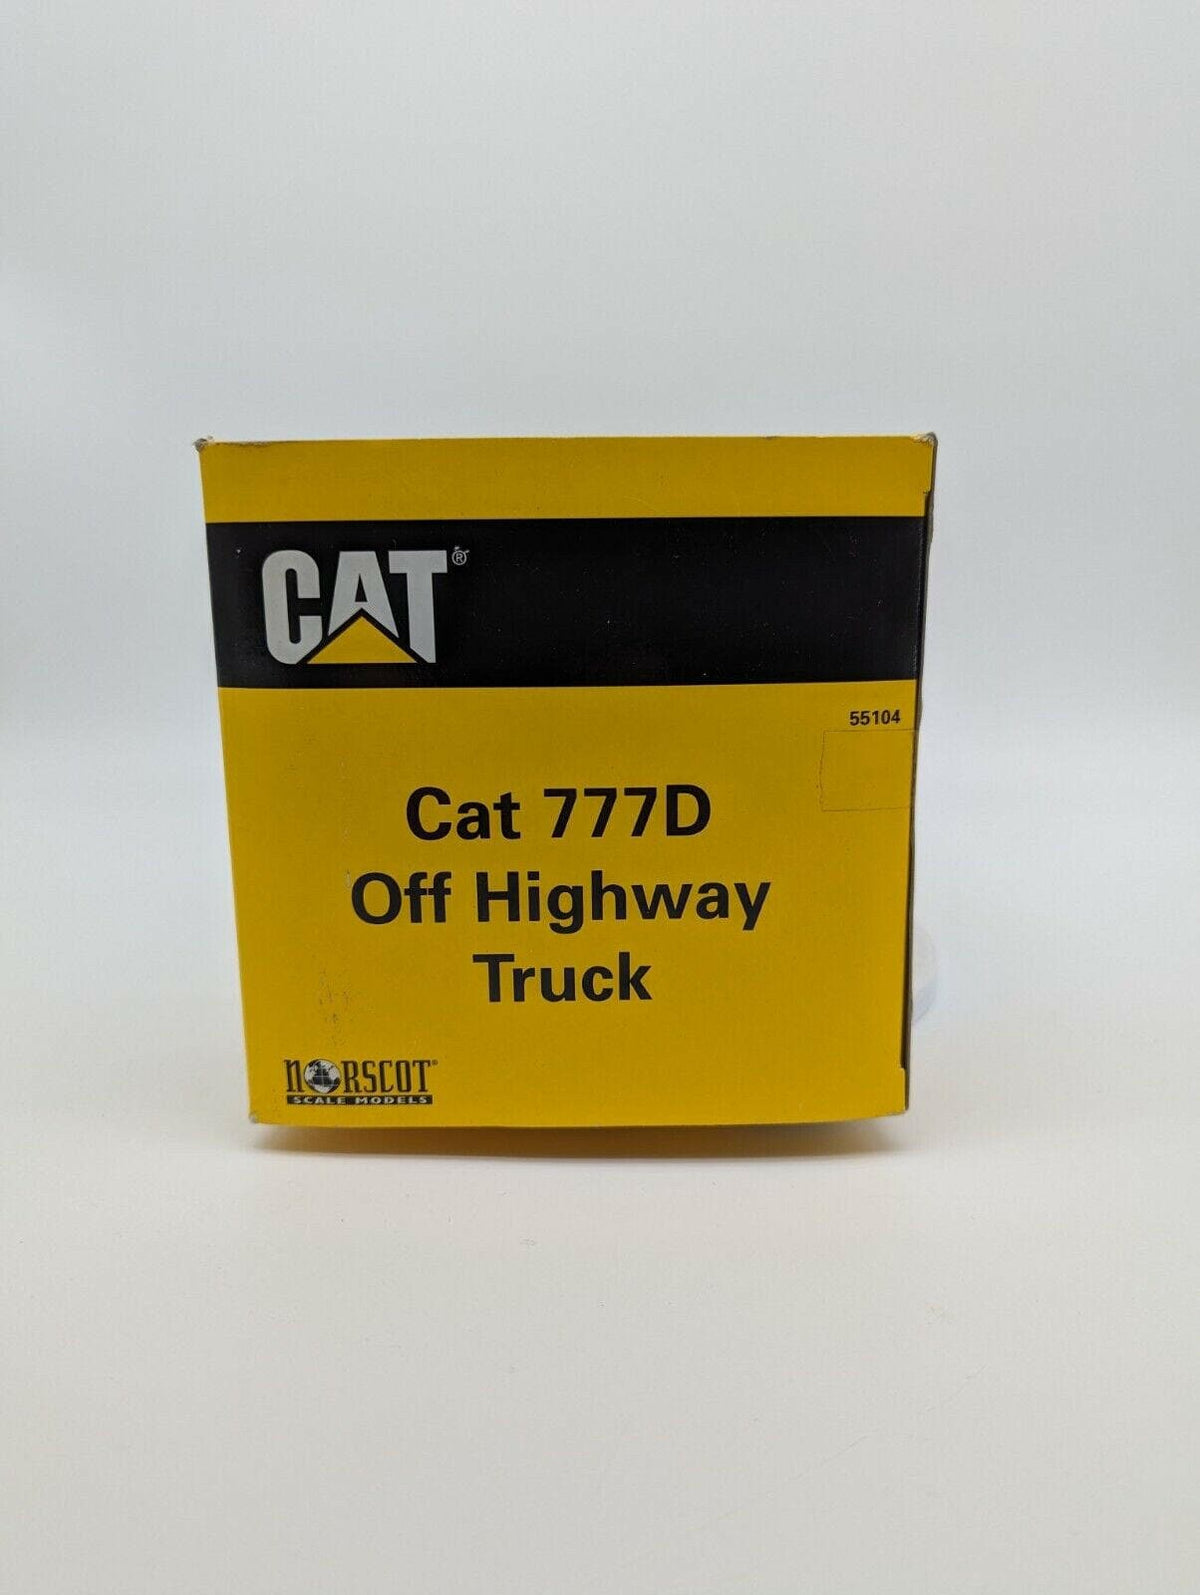 CAT®
55104
Cat 777D
Off Highway
Truck
NORSCOT®
SCALE MODELS